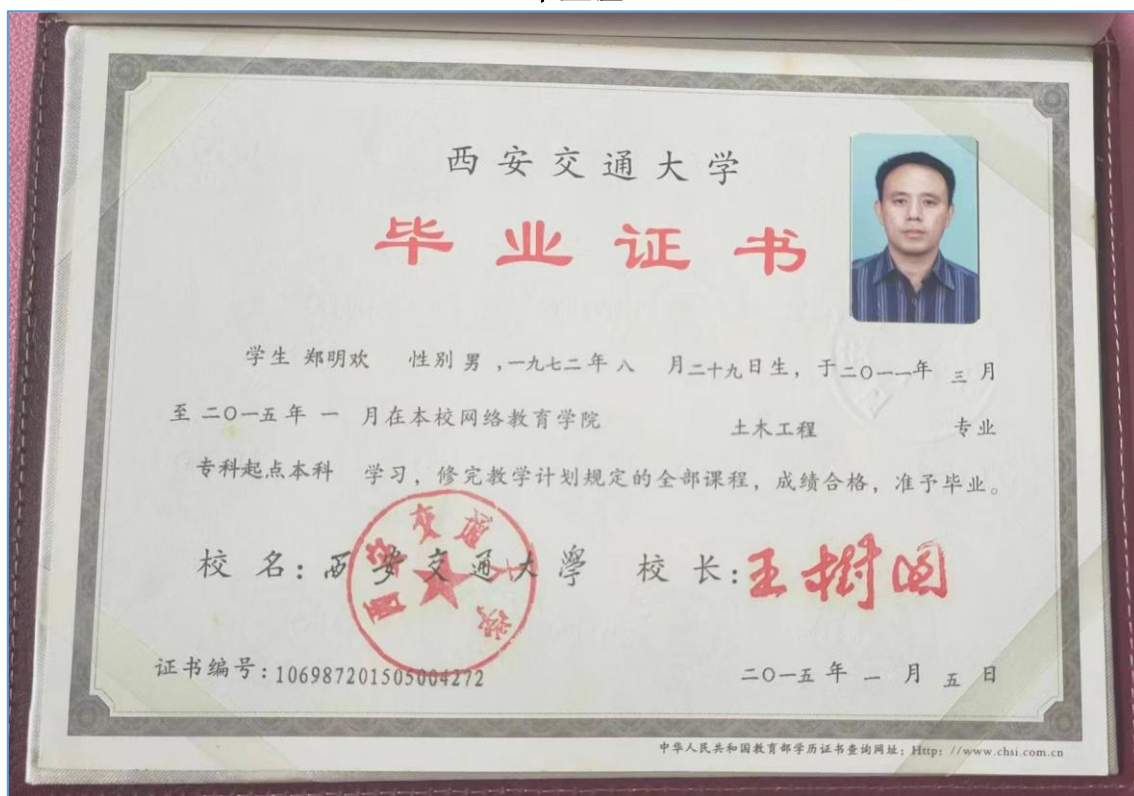 西安交通大学
毕业证书
学生 郑明欢 性别 男 ,一九七二年 八 月二十九日生，于二〇一一年 三 月
至 二〇一五 年 一 月在本校网络教育学院 土木工程 专业
专科起点本科 学习，修完教学计划规定的全部课程，成绩合格，准予毕业。
校 名：西安交通大學 校 长：王树国
西安交通大学
证书编号：106987201505004272 二〇一五 年 一 月 五 日
中华人民共和国教育部学历证书查询网址：Http：//www.chsi.com.cn